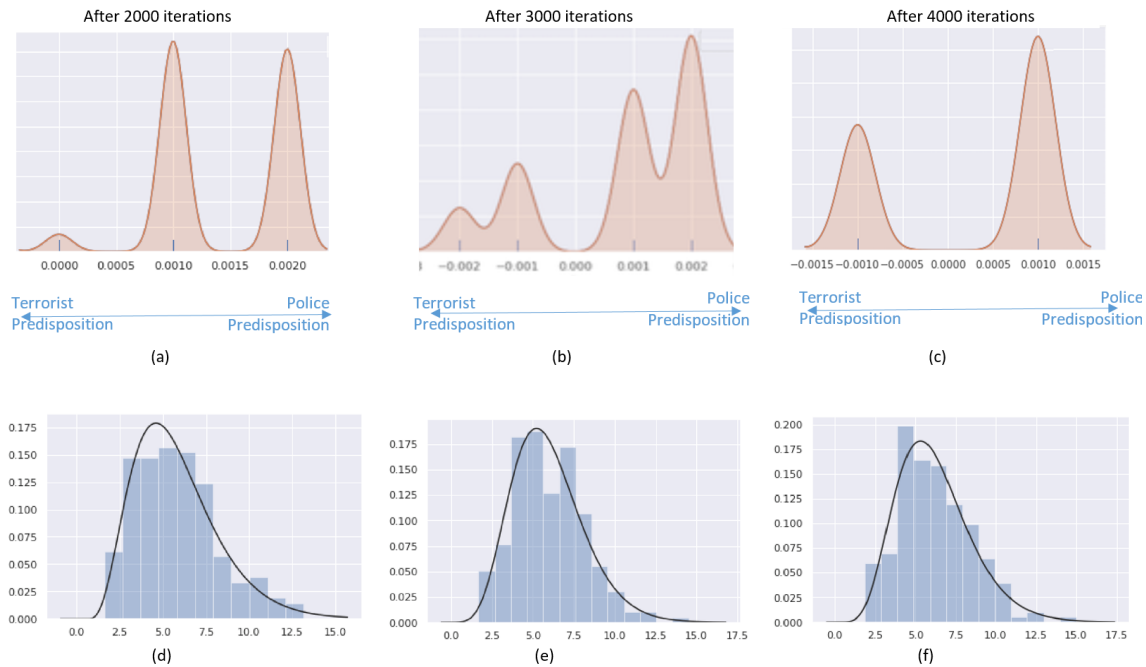 After 2000 iterations
After 3000 iterations
After 4000 iterations
0.0000 0.0005 0.0010 0.0015 0.0020
-0.002 -0.001 0.000 0.001 0.002
−0.0015−0.0010−0.0005 0.0000 0.0005 0.0010 0.0015
Terrorist Police
Predisposition Predisposition
Terrorist Police
Predisposition Predisposition
Terrorist Police
Predisposition Predisposition
(a)
(b)
(c)
0.175
0.150
0.125
0.100
0.075
0.050
0.025
0.000
0.0 2.5 5.0 7.5 10.0 12.5 15.0
(d)
0.175
0.150
0.125
0.100
0.075
0.050
0.025
0.000
0.0 2.5 5.0 7.5 10.0 12.5 15.0 17.5
(e)
0.200
0.175
0.150
0.125
0.100
0.075
0.050
0.025
0.000
0.0 2.5 5.0 7.5 10.0 12.5 15.0 17.5
(f)